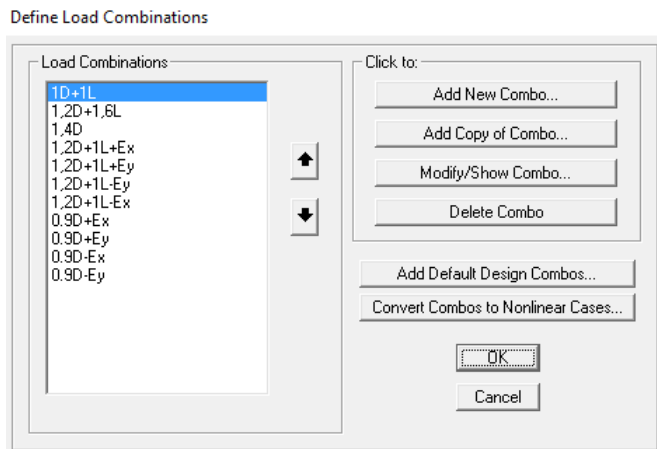 Define Load Combinations
Load Combinations
1D+1L
1,2D+1,6L
1,4D
1,2D+1L+Ex
1,2D+1L+Ey
1,2D+1L-Ey
1,2D+1L-Ex
0.9D+Ex
0.9D+Ey
0.9D-Ex
0.9D-Ey
Click to:
Add New Combo...
Add Copy of Combo...
Modify/Show Combo...
Delete Combo
Add Default Design Combos...
Convert Combos to Nonlinear Cases...
OK
Cancel